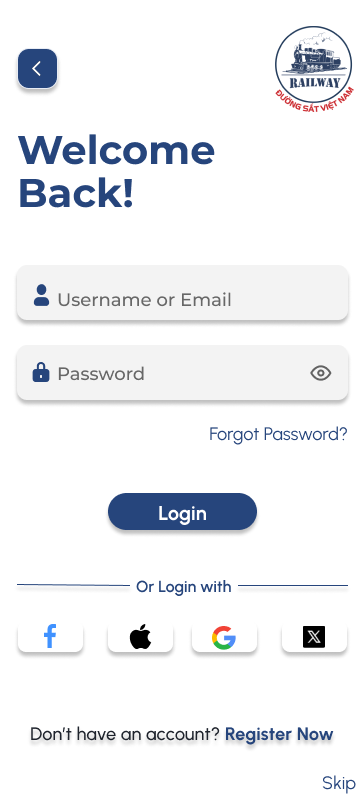 RAILWAY
ĐƯỜNG SẮT VIỆT NAM
Welcome
Back!
Username or Email
Password
Forgot Password?
Login
Or Login with
Don't have an account? Register Now
Skip